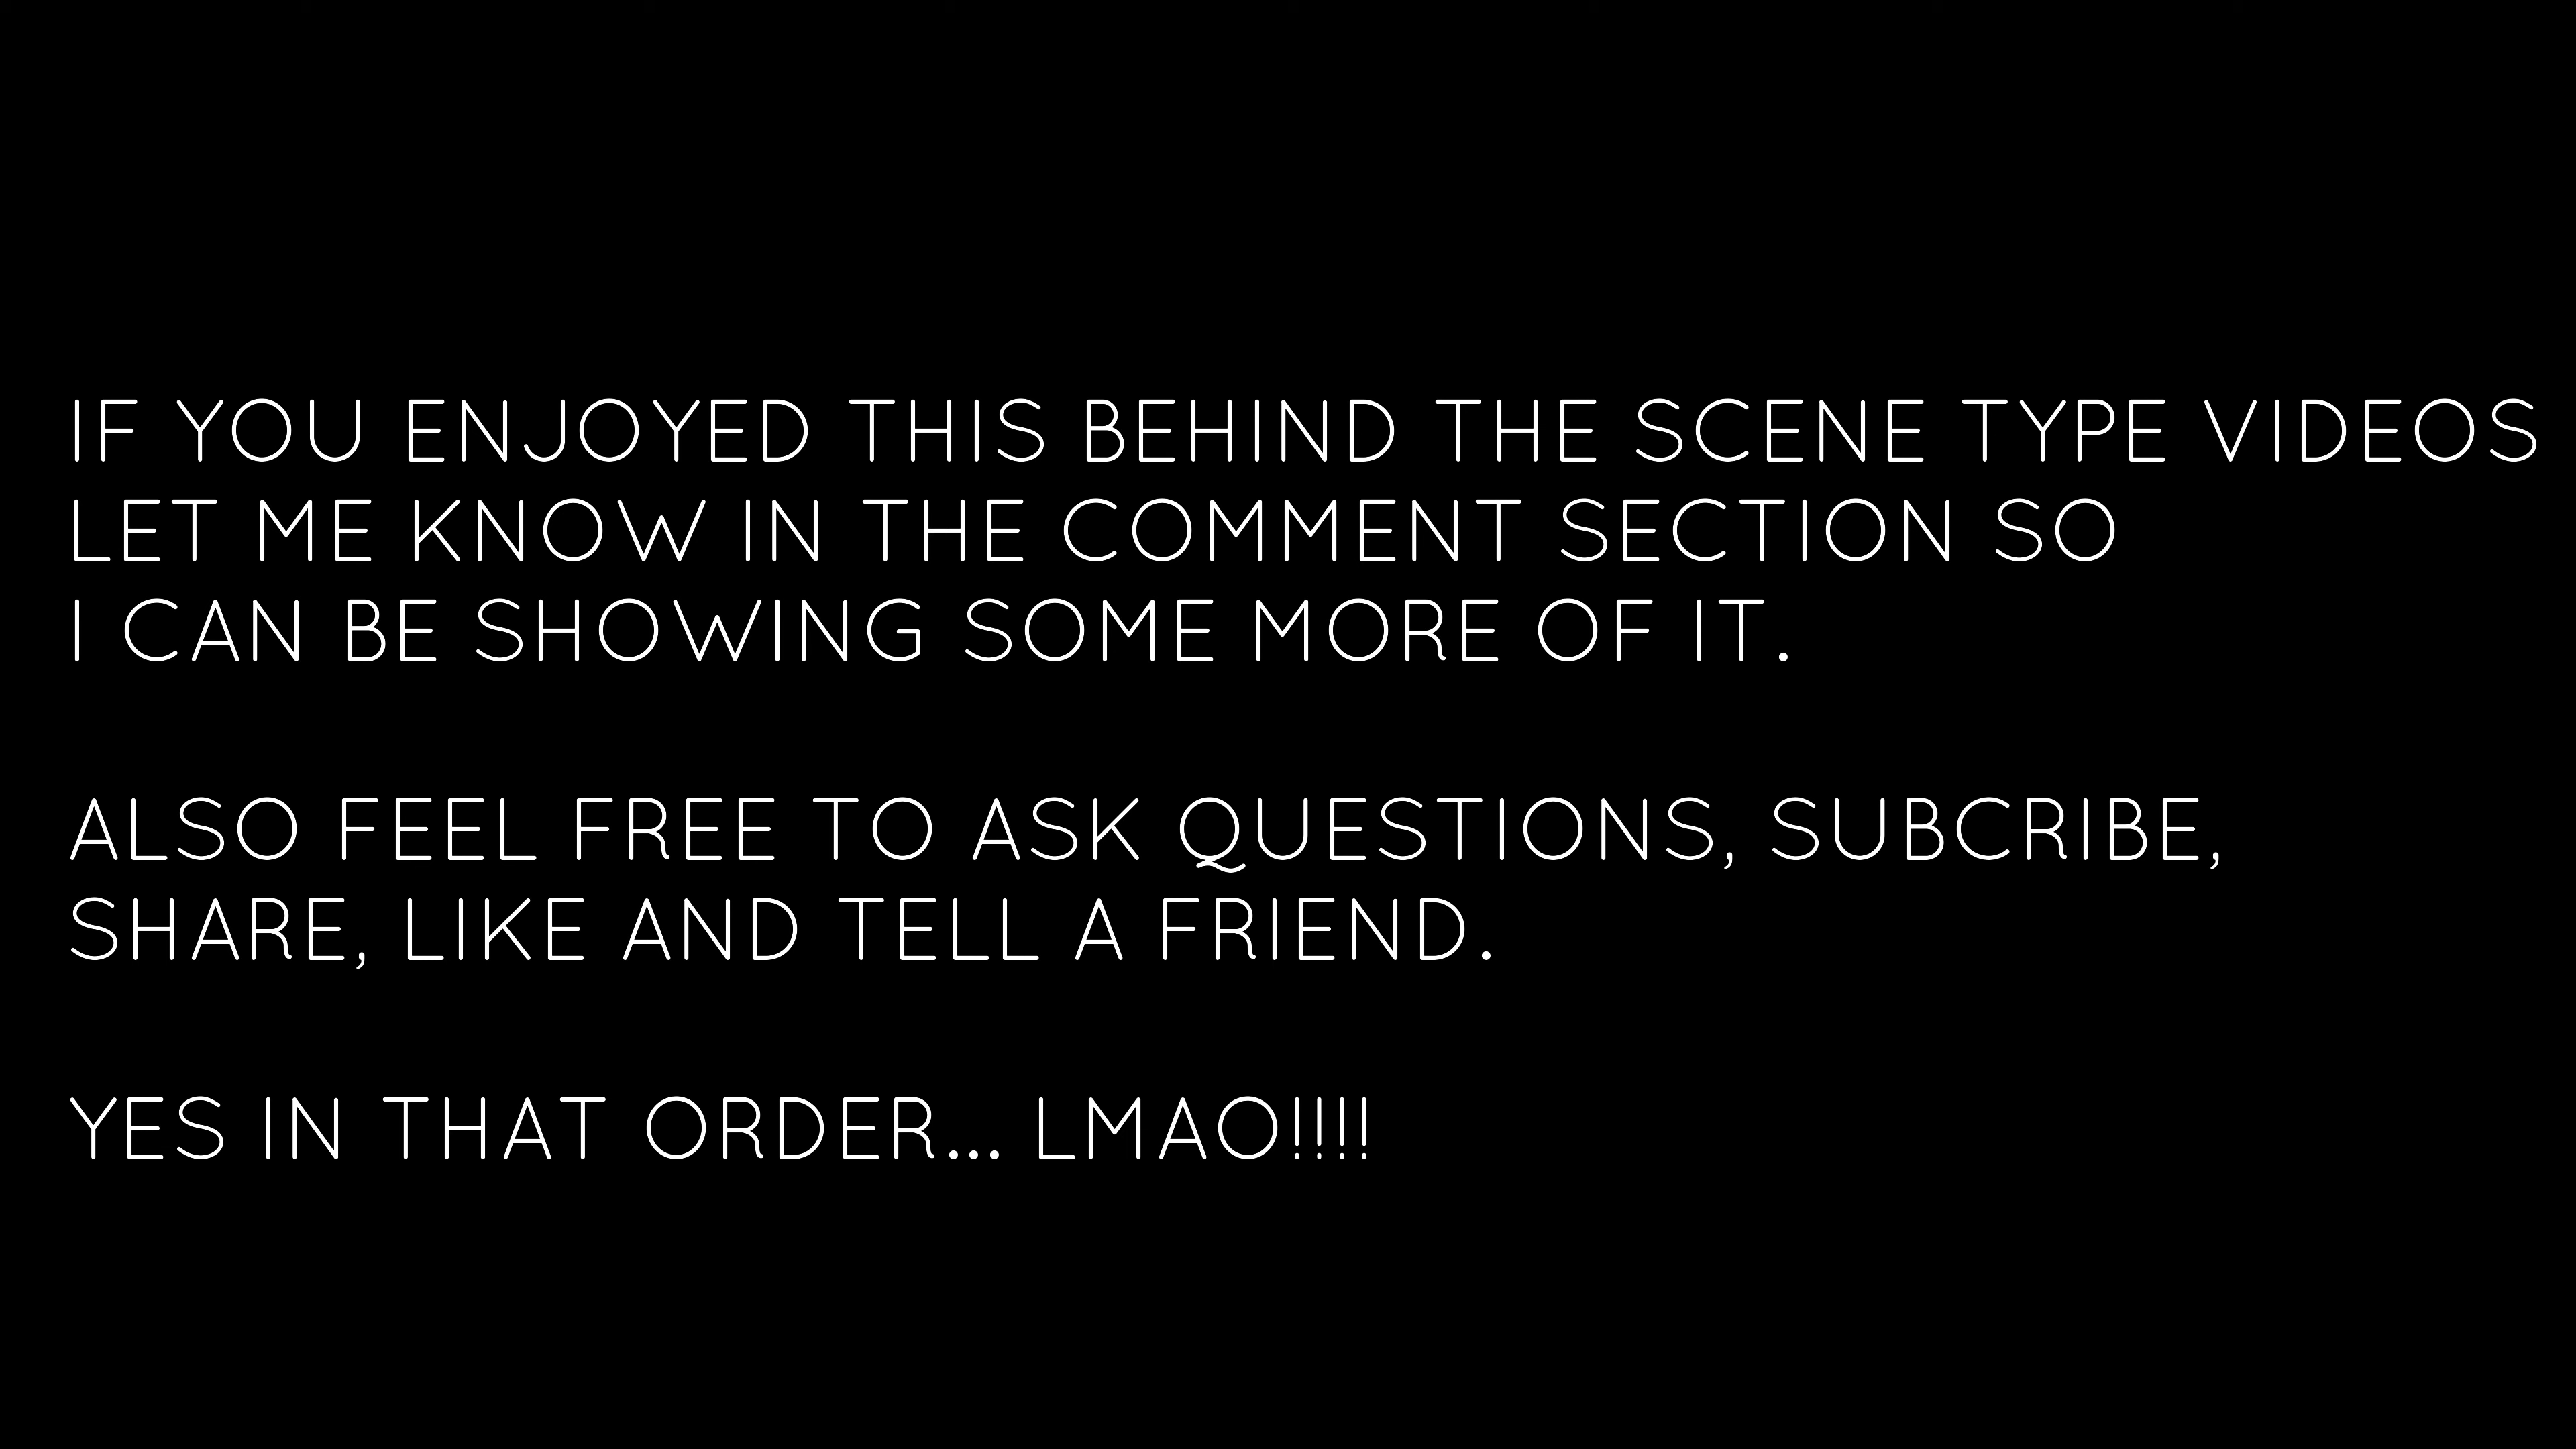 IF YOU ENJOYED THIS BEHIND THE SCENE TYPE VIDEOS
LET ME KNOW IN THE COMMENT SECTION SO
I CAN BE SHOWING SOME MORE OF IT.
ALSO FEEL FREE TO ASK QUESTIONS, SUBCRIBE,
SHARE, LIKE AND TELL A FRIEND.
YES IN THAT ORDER... LMAO!!!!